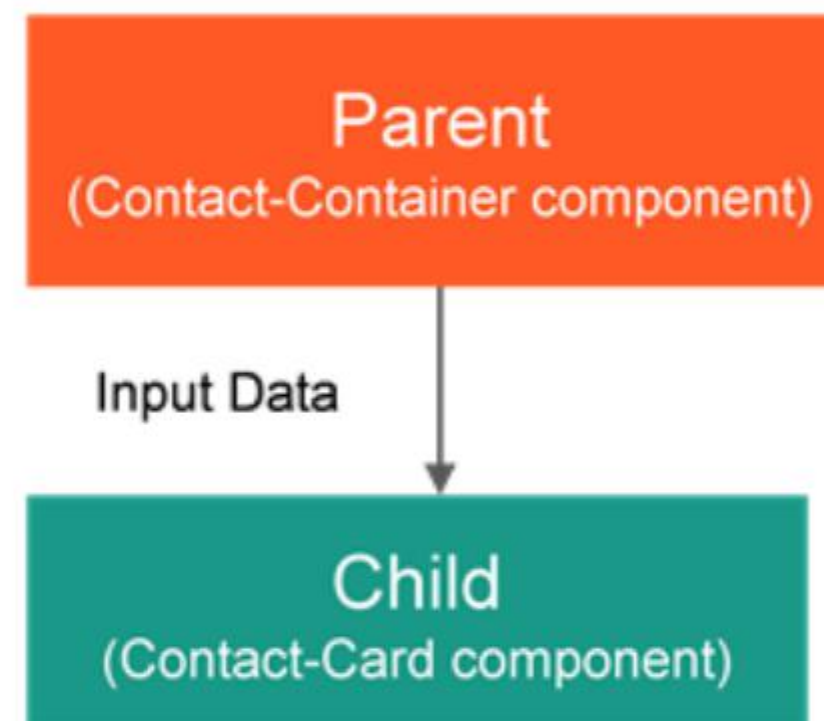 Parent
(Contact-Container component)
Input Data
Child
(Contact-Card component)